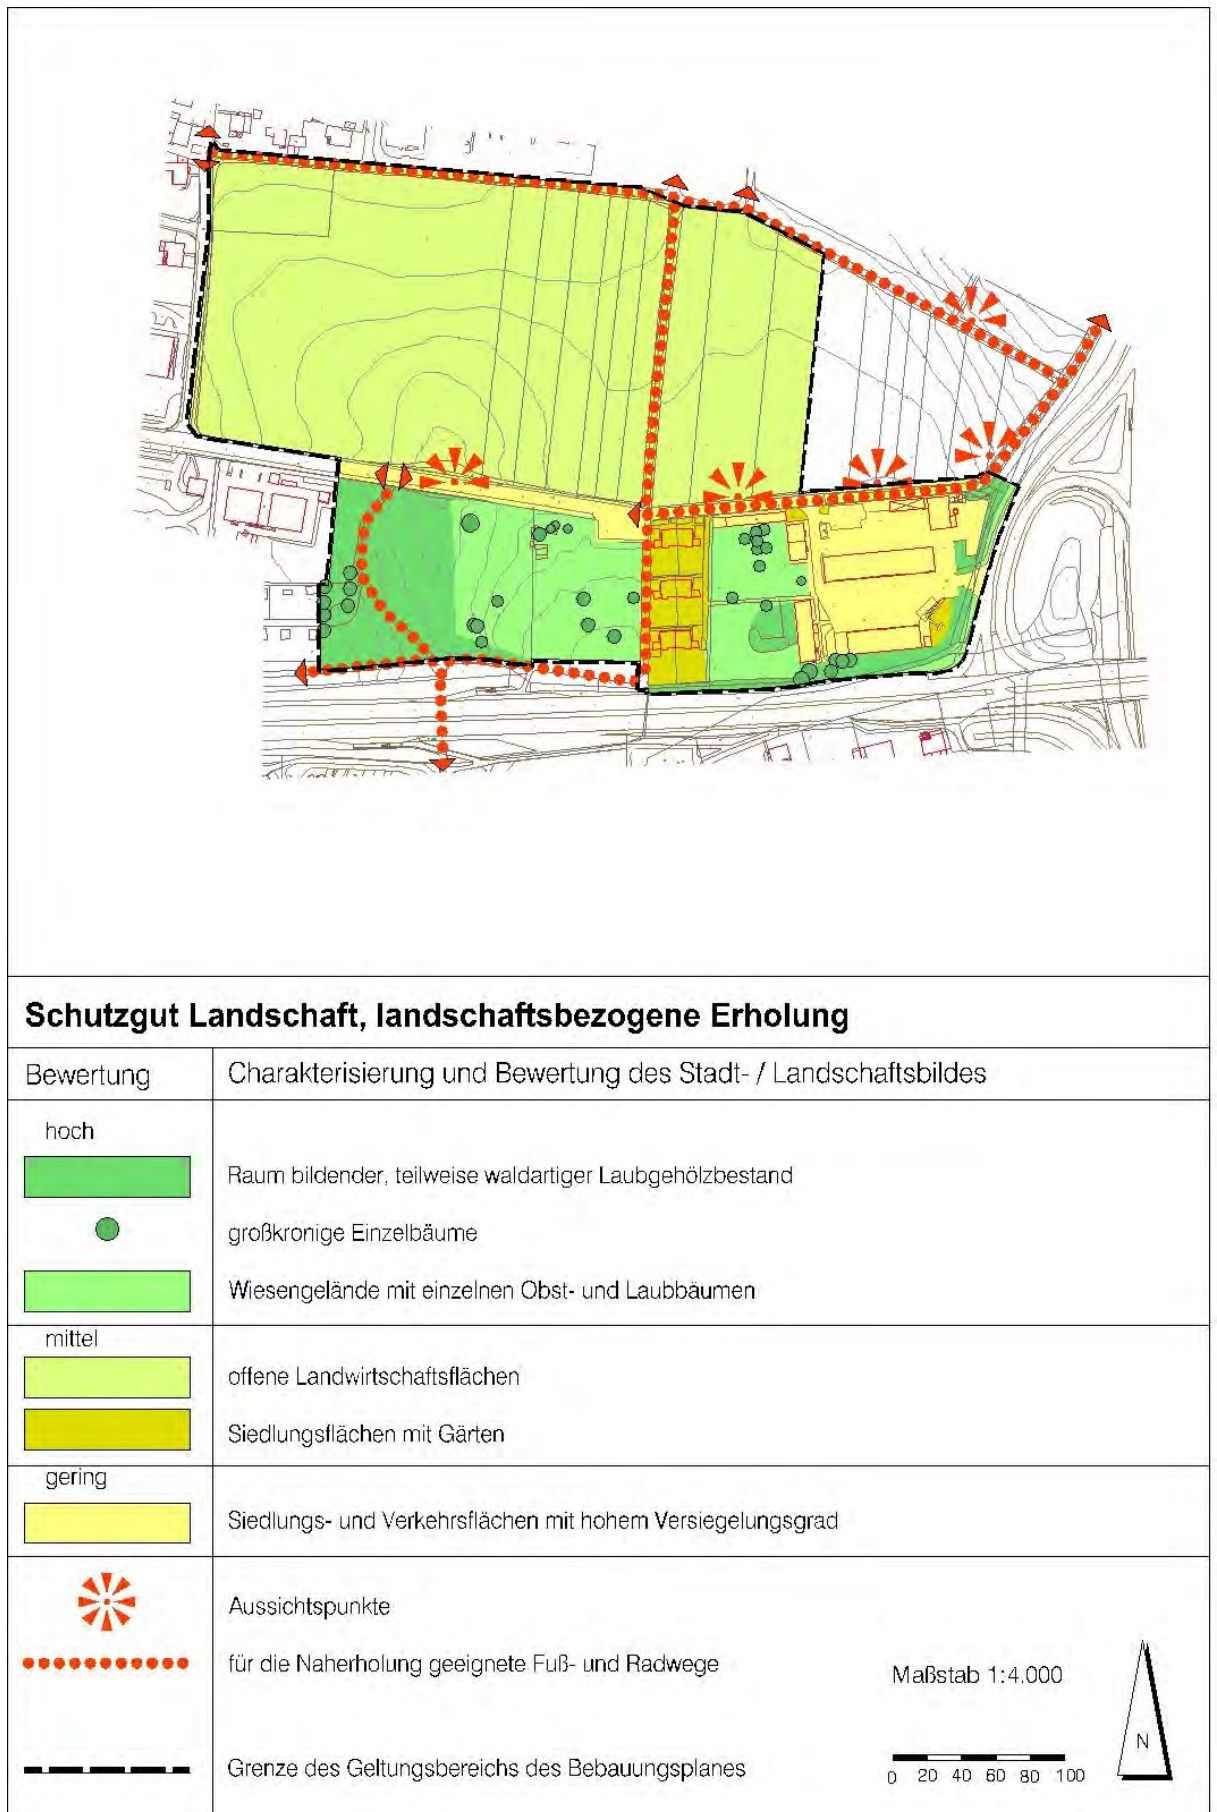 Schutzgut Landschaft, landschaftsbezogene Erholung
Bewertung
Charakterisierung und Bewertung des Stadt- / Landschaftsbildes
hoch
Raum bildender, teilweise waldartiger Laubgehölzbestand
großkronige Einzelbäume
Wiesengelände mit einzelnen Obst- und Laubbäumen
mittel
offene Landwirtschaftsflächen
Siedlungsflächen mit Gärten
gering
Siedlungs- und Verkehrsflächen mit hohem Versiegelungsgrad
Aussichtspunkte
für die Naherholung geeignete Fuß- und Radwege
Maßstab 1:4.000
N
Grenze des Geltungsbereichs des Bebauungsplanes
0 20 40 60 80 100